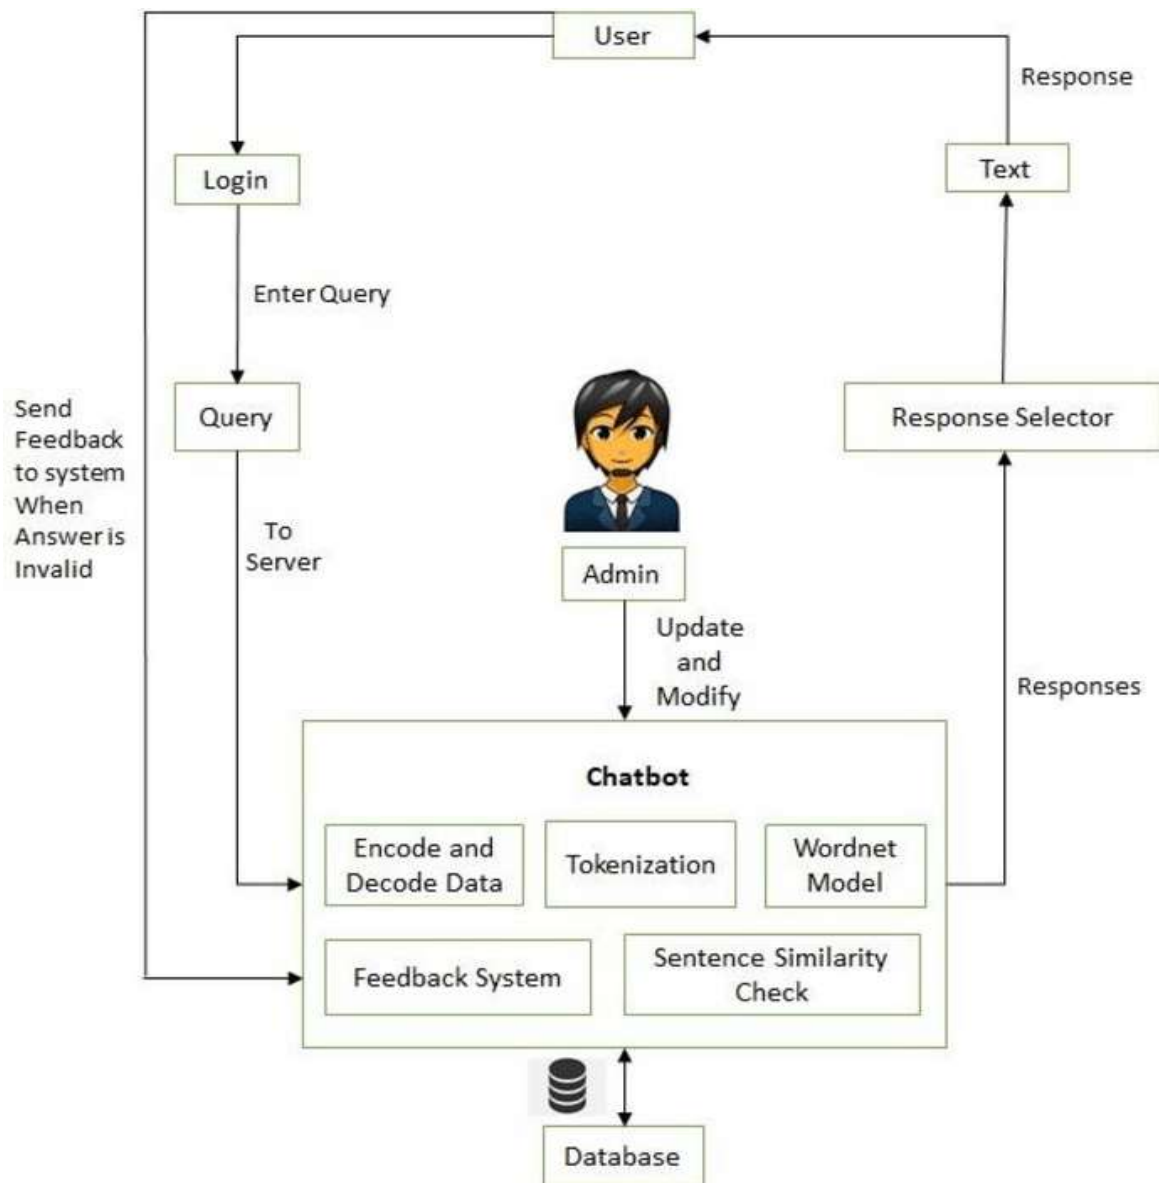 User
Response
Login
Text
Enter Query
Send
Feedback
to system
When
Answer is
Invalid
Query
Response Selector
To
Server
Admin
Update
and
Modify
Responses
Chatbot
Encode and
Decode Data
Tokenization
Wordnet
Model
Feedback System
Sentence Similarity
Check
Database